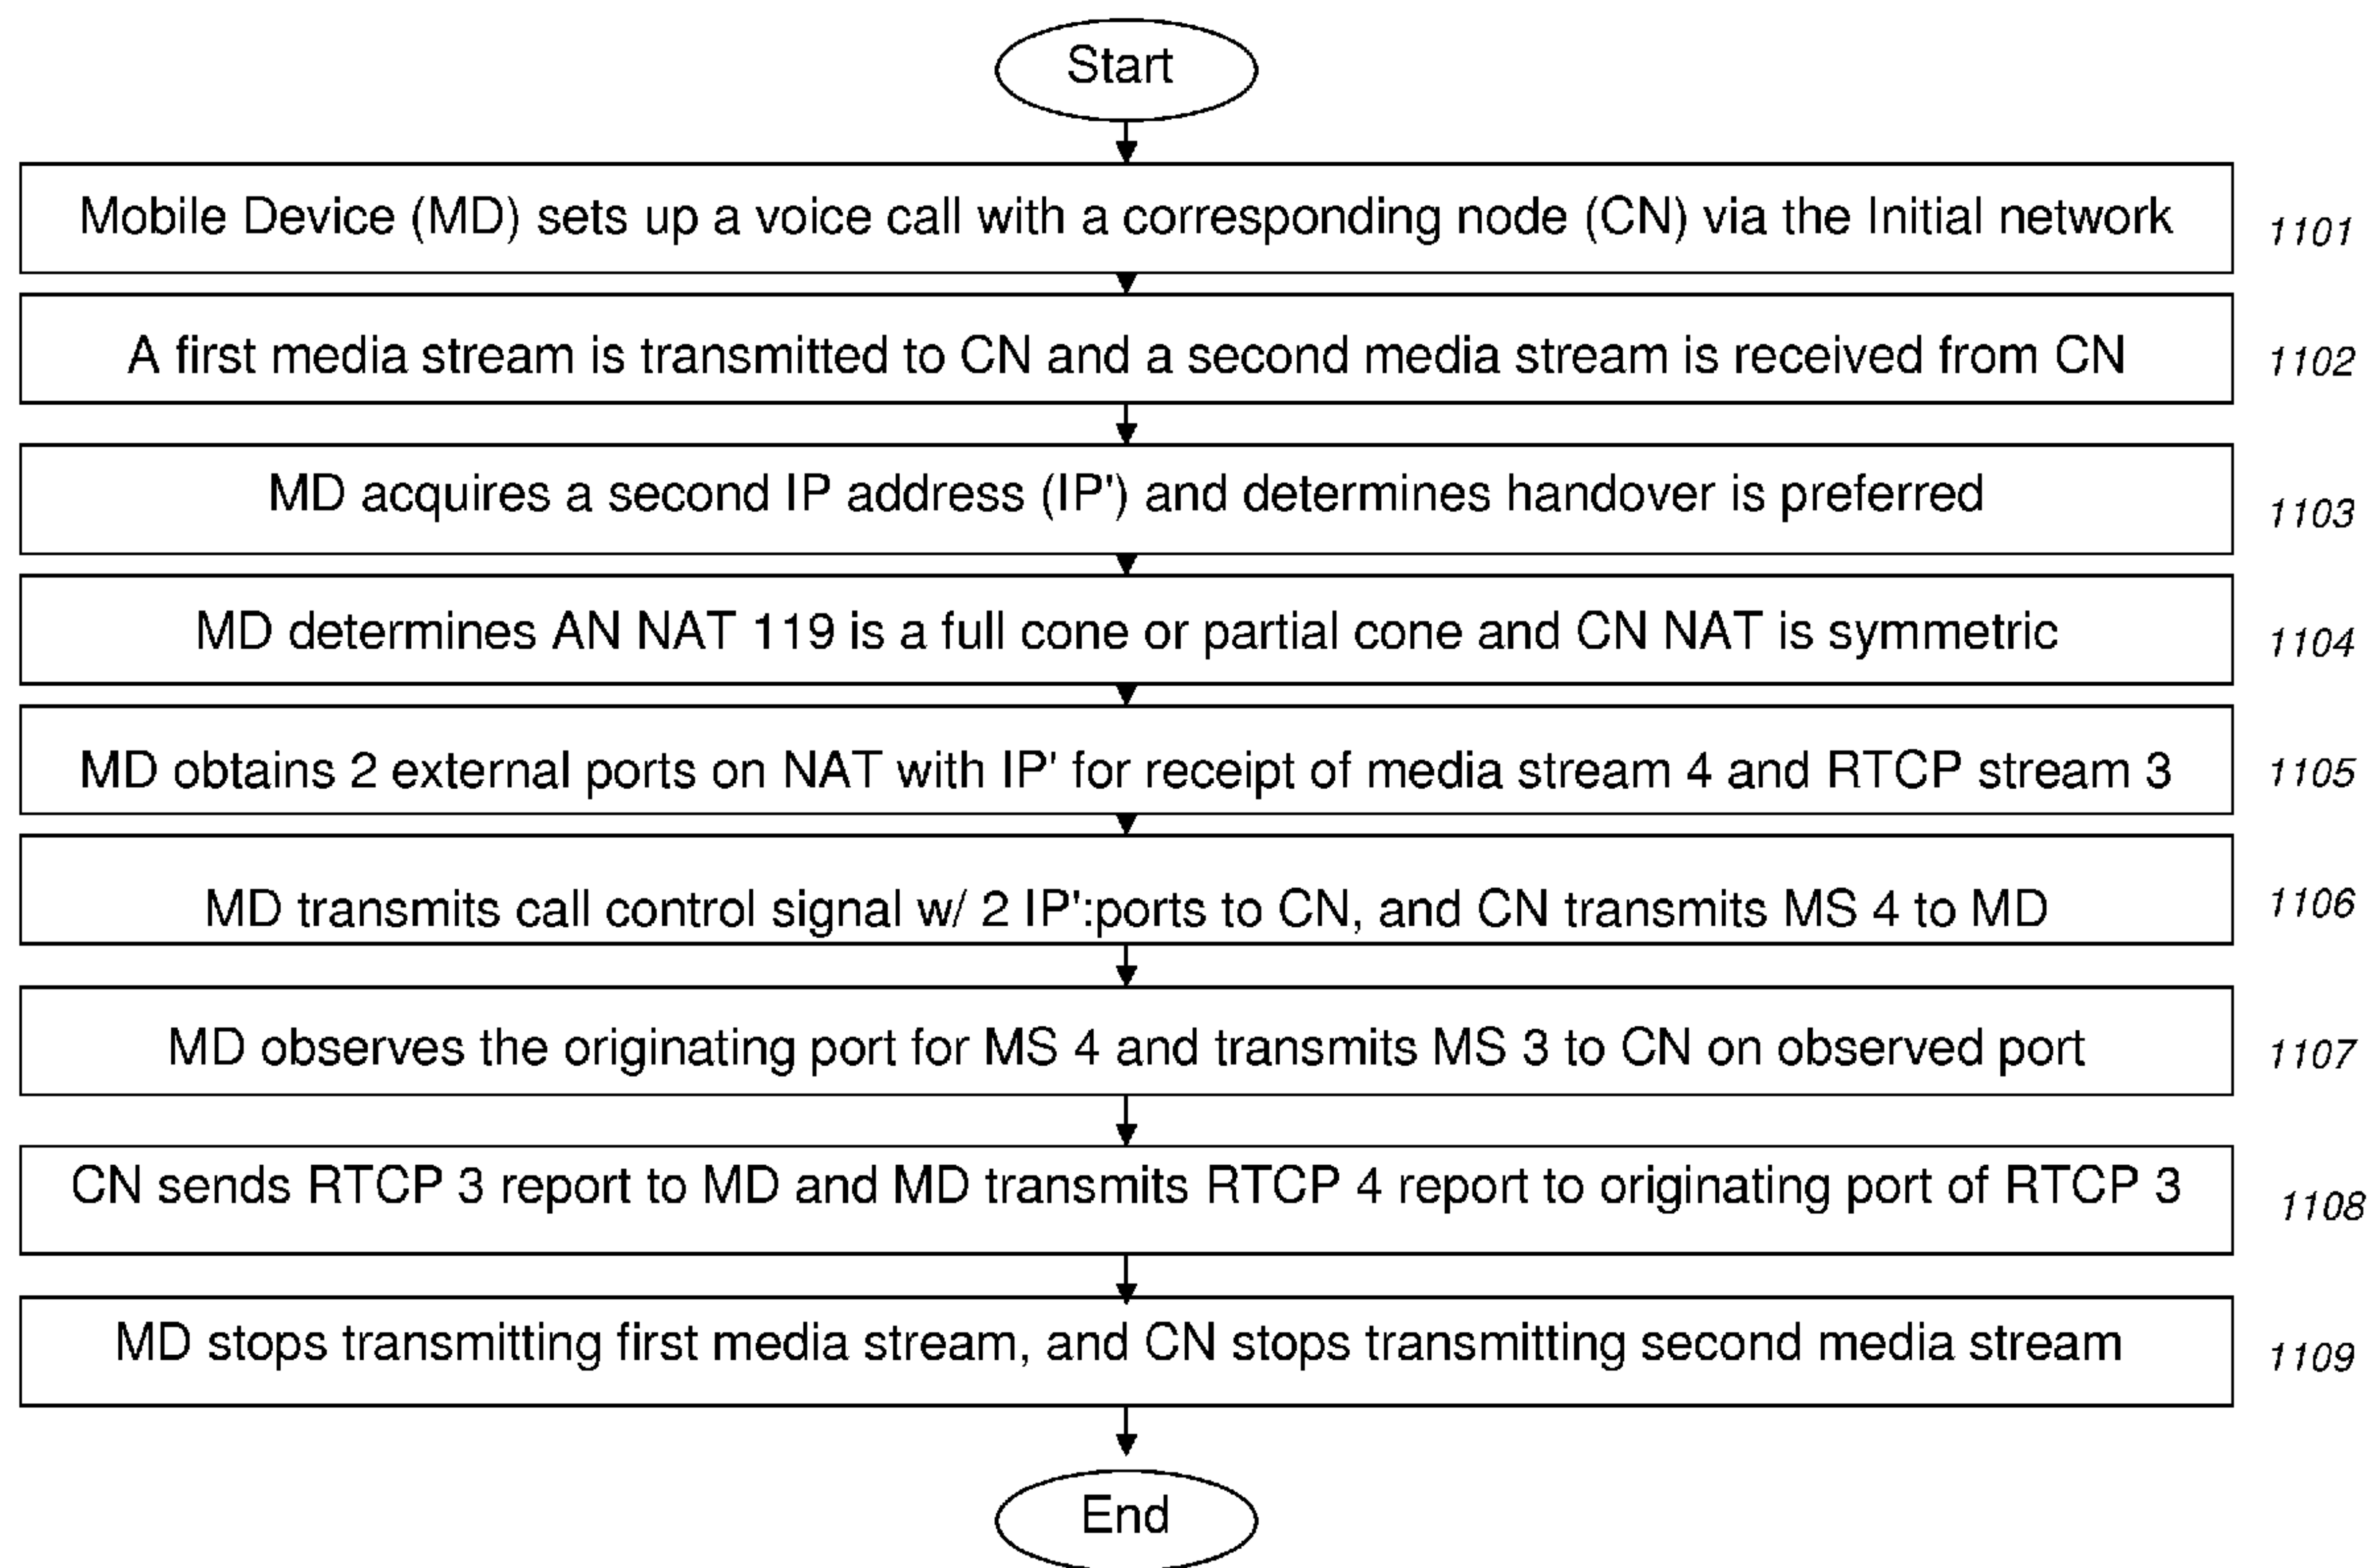 Start
Mobile Device (MD) sets up a voice call with a corresponding node (CN) via the Initial network
1101
A first media stream is transmitted to CN and a second media stream is received from CN
1102
MD acquires a second IP address (IP') and determines handover is preferred
1103
MD determines AN NAT 119 is a full cone or partial cone and CN NAT is symmetric
1104
MD obtains 2 external ports on NAT with IP' for receipt of media stream 4 and RTCP stream 3
1105
MD transmits call control signal w/ 2 IP':ports to CN, and CN transmits MS 4 to MD
1106
MD observes the originating port for MS 4 and transmits MS 3 to CN on observed port
1107
CN sends RTCP 3 report to MD and MD transmits RTCP 4 report to originating port of RTCP 3
1108
MD stops transmitting first media stream, and CN stops transmitting second media stream
1109
End